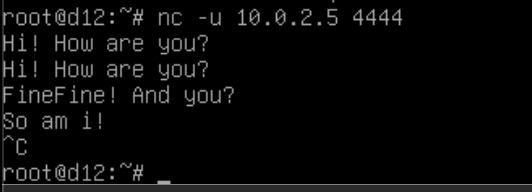 root@d12:~# nc -u 10.0.2.5 4444
Hi! How are you?
Hi! How are you?
FineFine! And you?
So am i!
^C
root@d12:~# _